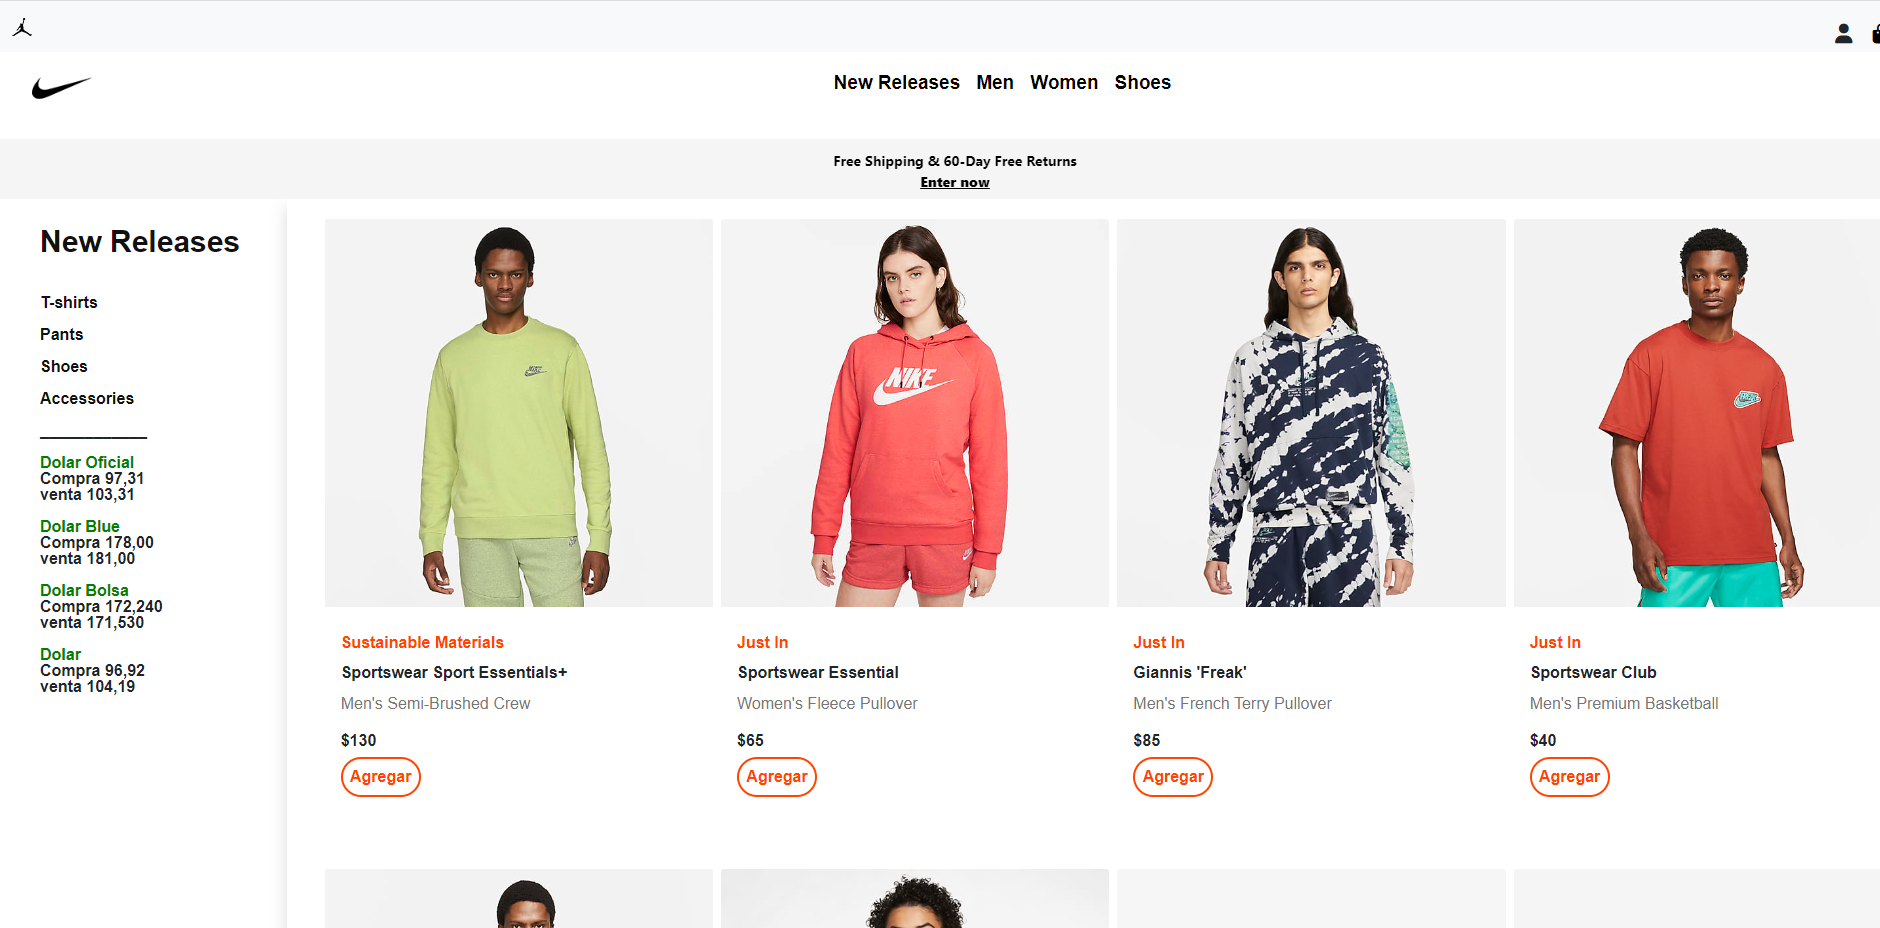 New Releases Men Women Shoes
Free Shipping & 60-Day Free Returns
Enter now
New Releases
T-shirts
Pants
Shoes
Accessories
Dolar Oficial
Compra 97,31
venta 103,31
Dolar Blue
Compra 178,00
venta 181,00
Dolar Bolsa
Compra 172,240
venta 171,530
Dolar
Compra 96,92
venta 104,19
NIKE
Sustainable Materials
Sportswear Sport Essentials+
Men's Semi-Brushed Crew
$130
Agregar
Just In
Sportswear Essential
Women's Fleece Pullover
$65
Agregar
Just In
Giannis 'Freak'
Men's French Terry Pullover
$85
Agregar
Just In
Sportswear Club
Men's Premium Basketball
$40
Agregar